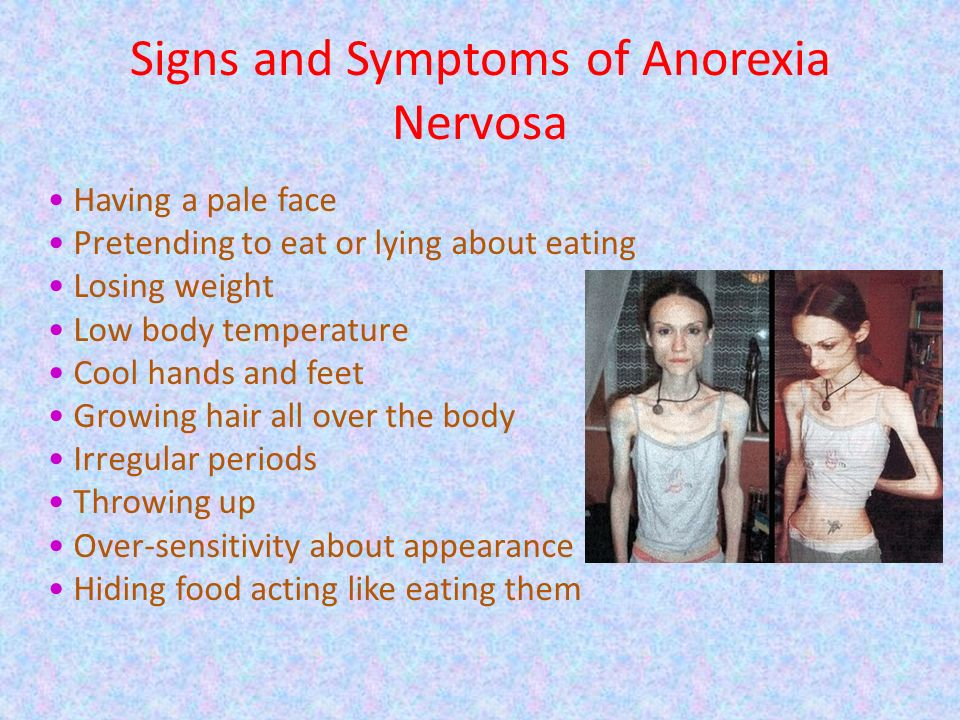 Signs and Symptoms of Anorexia
Nervosa
• Having a pale face
• Pretending to eat or lying about eating
• Losing weight
• Low body temperature
• Cool hands and feet
• Growing hair all over the body
• Irregular periods
• Throwing up
• Over-sensitivity about appearance
• Hiding food acting like eating them